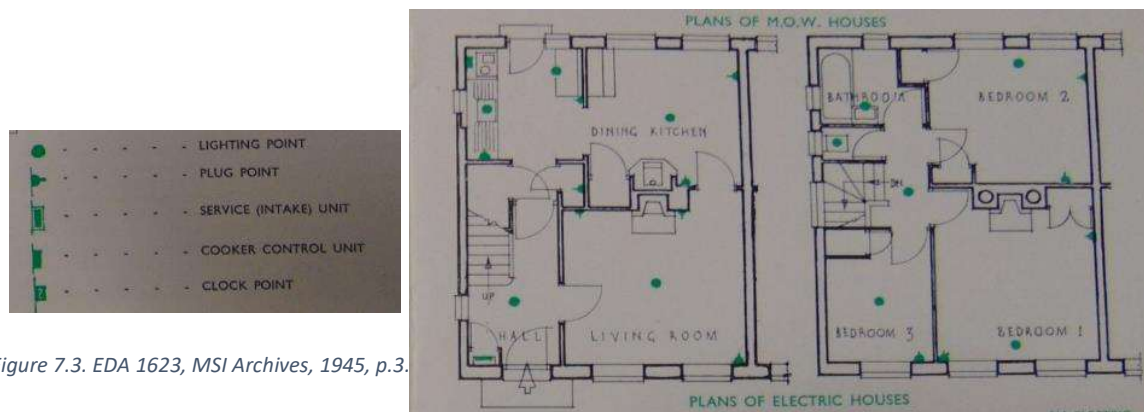 - - - - - LIGHTING POINT
- - - - - PLUG POINT
- - - - - SERVICE (INTAKE) UNIT
- - - - - COOKER CONTROL UNIT
- - - - - CLOCK POINT
igure 7.3. EDA 1623, MSI Archives, 1945, p.3.
PLANS OF M.O.W. HOUSES
DINING KITCHEN
UP
HALL
LIVING ROOM
BATHROOM
BEDROOM 2
DN
BEDROOM 3
BEDROOM 1
PLANS OF ELECTRIC HOUSES